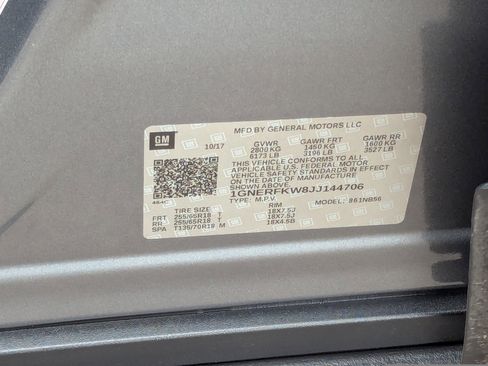 MFD BY GENERAL MOTORS LLC
GM
10/17 GVWR GAWR FRT GAWR RR
2800 KG 1450 KG 1600 KG
6173 LB 3196 LB 3527 LB
THIS VEHICLE CONFORMS TO ALL
APPLICABLE U.S. FEDERAL MOTOR
VEHICLE SAFETY STANDARDS IN EFFECT
ON THE DATE OF MANUFACTURE
SHOWN ABOVE.
1GNERFKW8JJ144706
TYPE: M.P.V. MODEL:
TIRE SIZE RIM
FRT 255/65R18 T 18X7.5J
RR 255/65R18 T 18X7.5J
SPA T135/70R18 M 18X4.5B